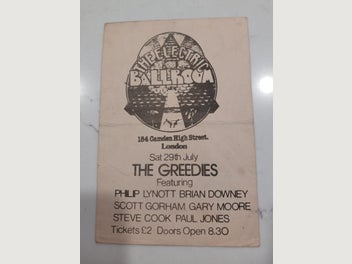 THE ELECTRIC
BALLROOM
184 Camden High Street.
London
Sat 29th July
THE GREEDIES
Featuring
PHILIP LYNOTT BRIAN DOWNEY
SCOTT GORHAM GARY MOORE
STEVE COOK PAUL JONES
Tickets £2 Doors Open 8.30